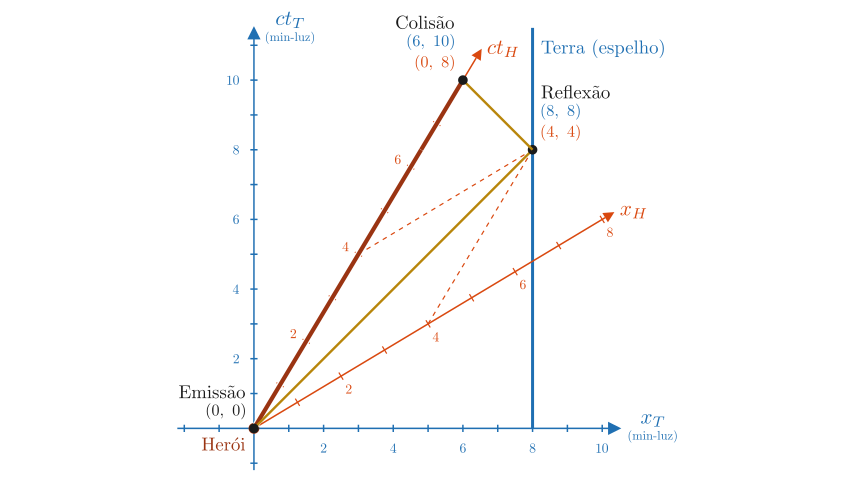 ct_T
(min-luz)
Colisão
(6, 10)
(0, 8)
ct_H
Terra (espelho)
Reflexão
(8, 8)
(4, 4)
10
8
6
4
2
6
4
2
x_H
8
6
4
2
Emissão
(0, 0)
Herói
2
4
6
8
10
x_T
(min-luz)